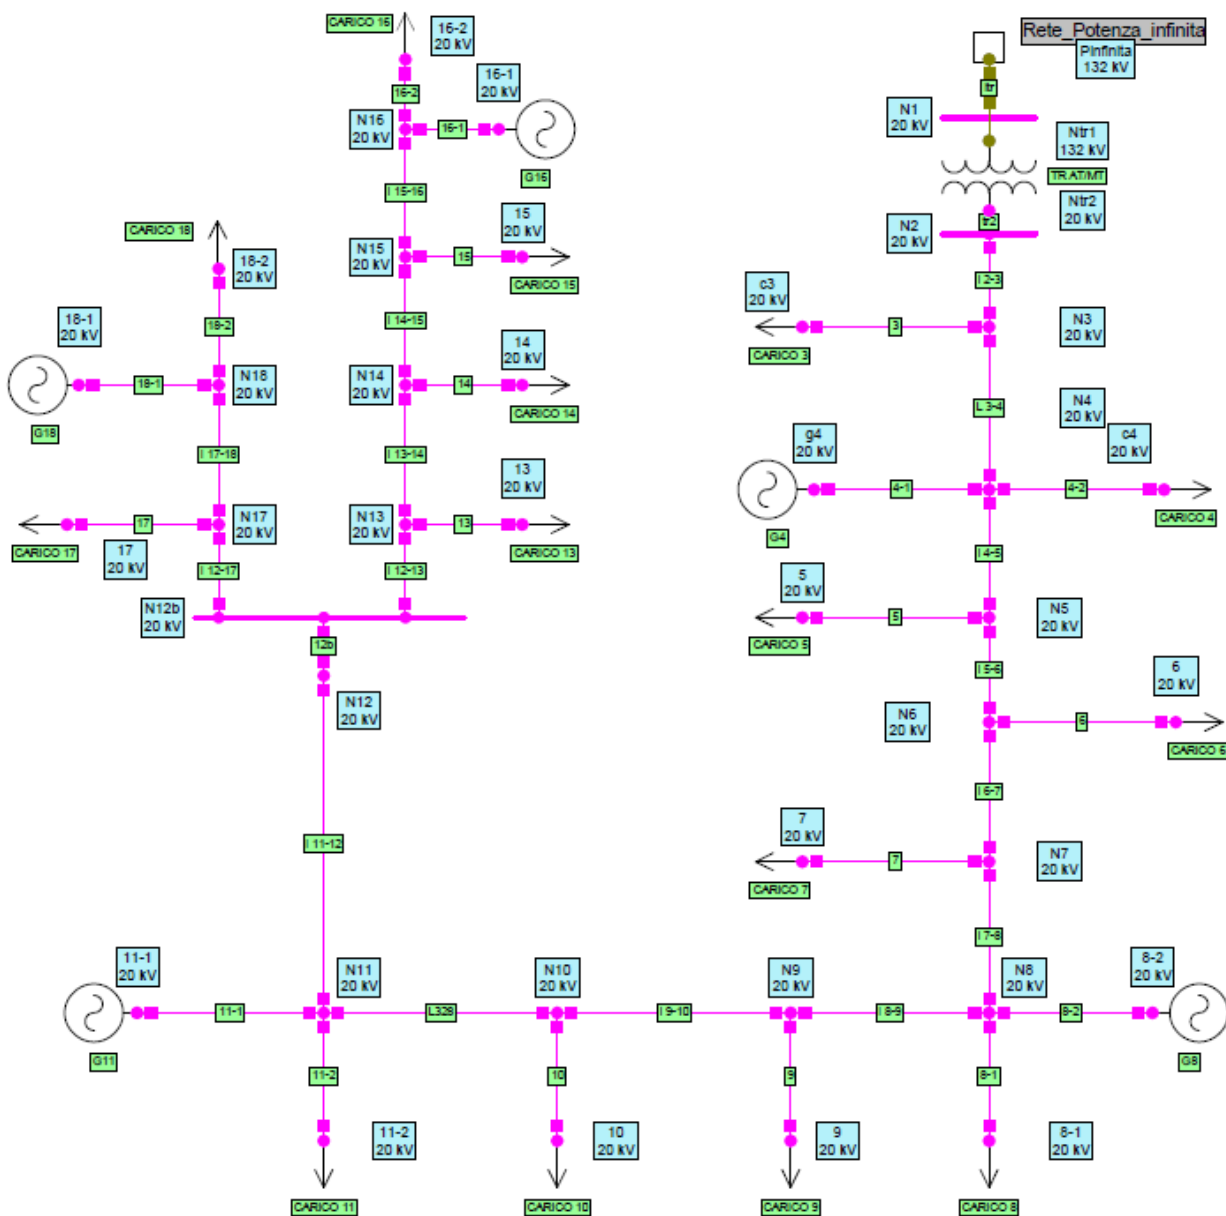 CARICO 16
16-2
20 kV
Rete_Potenza_infinita
Pinfinita
132 kV
16-1
20 kV
16-2
ltr
N16
20 kV
16-1
G16
N1
20 kV
Ntr1
132 kV
TR AT/MT
I 15-16
Ntr2
20 kV
tr2
N2
20 kV
CARICO 18
15
20 kV
N15
20 kV
15
CARICO 15
18-2
20 kV
I 2-3
c3
20 kV
3
CARICO 3
N3
20 kV
18-1
20 kV
18-2
I 14-15
14
20 kV
N14
20 kV
14
CARICO 14
18-1
N18
20 kV
G18
L 3-4
N4
20 kV
c4
20 kV
g4
20 kV
4-1
4-2
CARICO 4
G4
I 17-18
I 13-14
13
20 kV
N13
20 kV
13
CARICO 13
17
N17
20 kV
CARICO 17
17
20 kV
I 12-17
I 12-13
I 4-5
5
20 kV
5
CARICO 5
N5
20 kV
N12b
20 kV
12b
N12
20 kV
I 5-6
6
20 kV
N6
20 kV
6
CARICO 6
I 6-7
7
20 kV
7
CARICO 7
N7
20 kV
I 11-12
I 7-8
11-1
20 kV
N11
20 kV
N10
20 kV
N9
20 kV
N8
20 kV
8-2
20 kV
11-1
L328
I 9-10
I 8-9
8-2
G11
G8
11-2
10
9
8-1
11-2
20 kV
10
20 kV
9
20 kV
8-1
20 kV
CARICO 11
CARICO 10
CARICO 9
CARICO 8